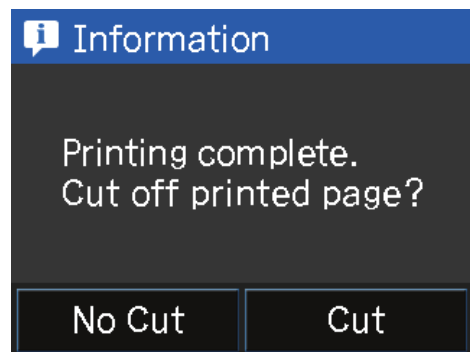 Information
Printing complete.
Cut off printed page?
No Cut
Cut